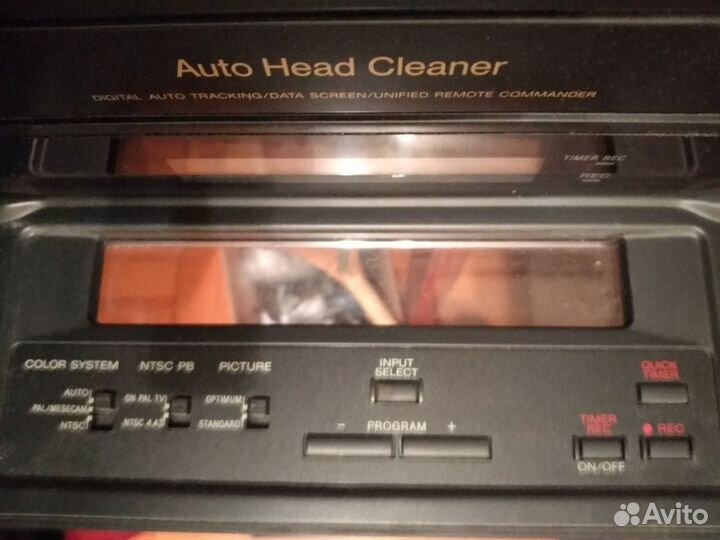 Auto Head Cleaner
DIGITAL AUTO TRACKING/DATA SCREEN/UNIFIED REMOTE COMMANDER
TIMER REC
REC
COLOR SYSTEM
NTSC PB
PICTURE
INPUT
SELECT
QUICK
TIMER
AUTO
PAL/MESECAM
NTSC
ON PAL TV
NTSC 4.43
OPTIMUM
STANDARD
– PROGRAM +
TIMER
REC
ON/OFF
REC
Avito